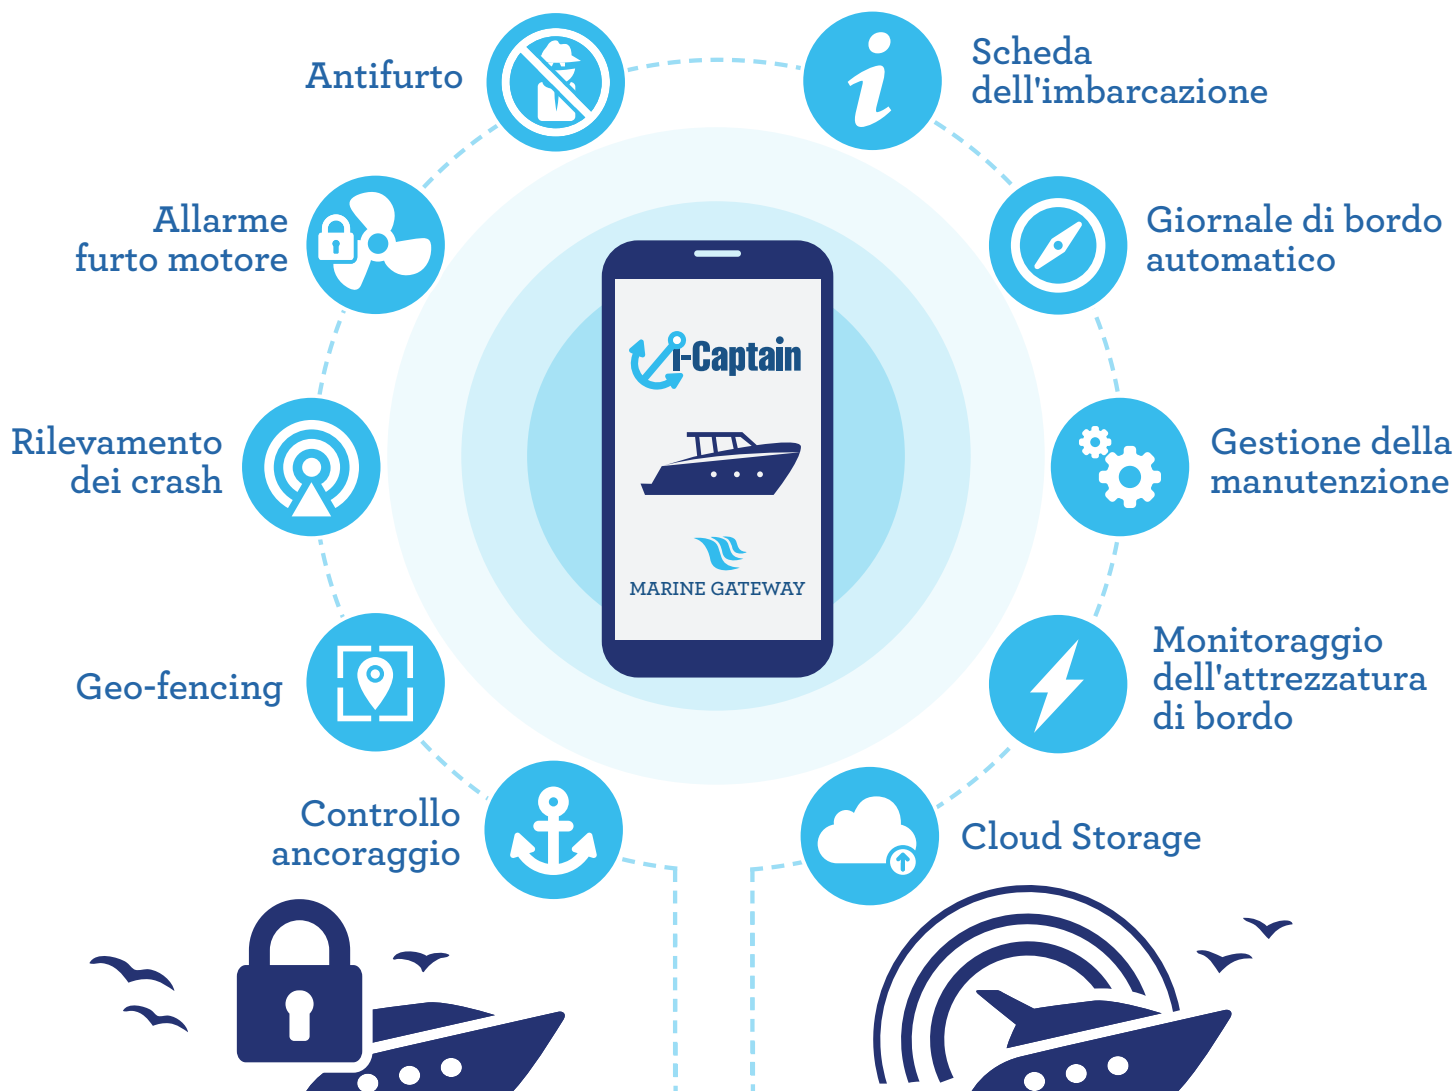 Antifurto
Scheda
dell'imbarcazione
Allarme
furto motore
Giornale di bordo
automatico
i-Captain
Rilevamento
dei crash
Gestione della
manutenzione
MARINE GATEWAY
Geo-fencing
Monitoraggio
dell'attrezzatura
di bordo
Controllo
ancoraggio
Cloud Storage